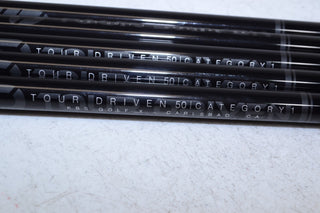 TOUR DRIVEN 50|CATEGORY 1
TOUR DRIVEN 50|CATEGORY 1
TOUR DRIVEN 50|CATEGORY 1
KBS GOLF CARLSBAD, CA